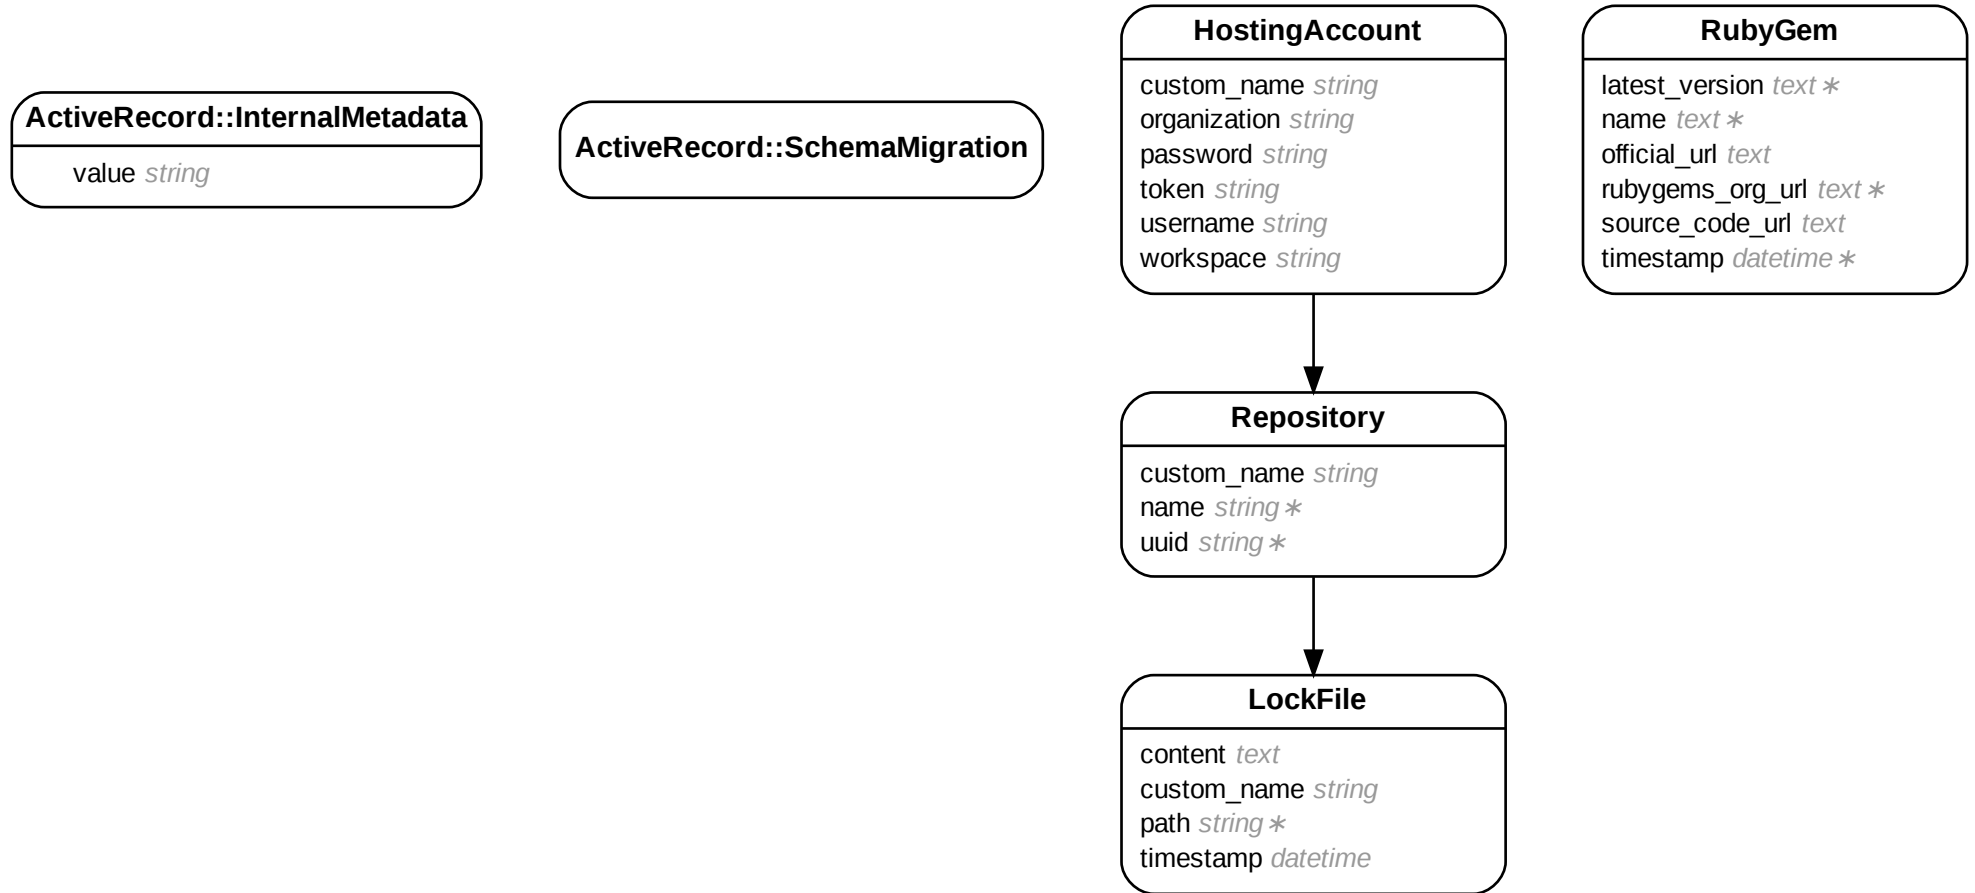 ActiveRecord::InternalMetadata
value string
ActiveRecord::SchemaMigration
HostingAccount
custom_name string
organization string
password string
token string
username string
workspace string
RubyGem
latest_version text ∗
name text ∗
official_url text
rubygems_org_url text ∗
source_code_url text
timestamp datetime ∗
Repository
custom_name string
name string ∗
uuid string ∗
LockFile
content text
custom_name string
path string ∗
timestamp datetime